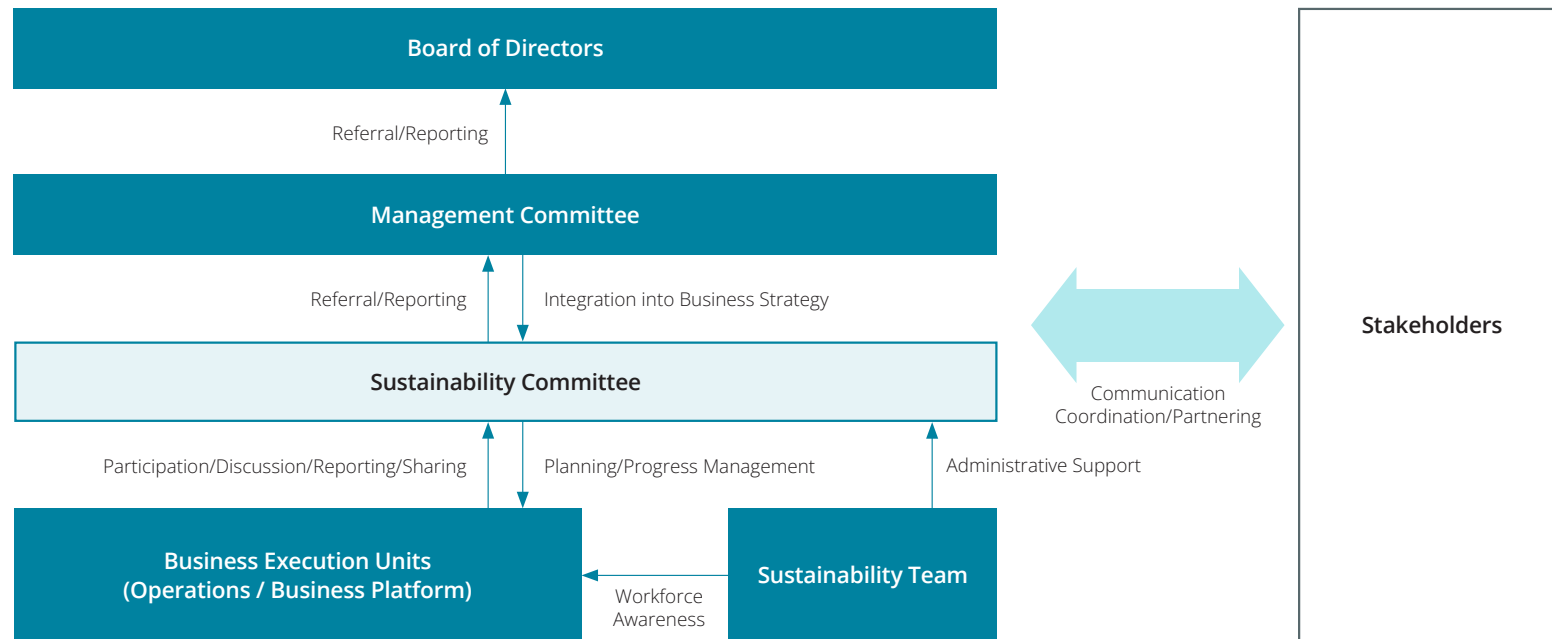 Board of Directors
Referral/Reporting
Management Committee
Referral/Reporting
Integration into Business Strategy
Stakeholders
Sustainability Committee
Communication
Coordination/Partnering
Participation/Discussion/Reporting/Sharing
Planning/Progress Management
Administrative Support
Business Execution Units
(Operations / Business Platform)
Sustainability Team
Workforce
Awareness